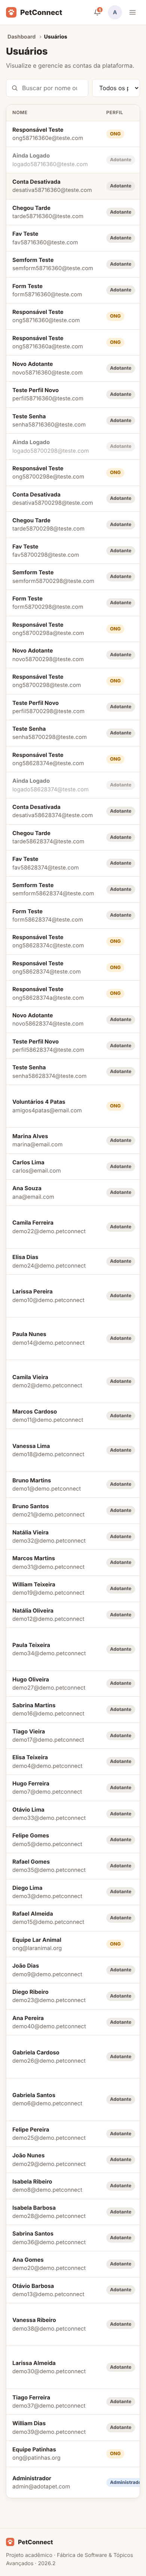 PetConnect
A
Dashboard › Usuários
Usuários
Visualize e gerencie as contas da plataforma.
Buscar por nome ou
Todos os p
NOME PERFIL
Responsável Teste
ong58716360e@teste.com
ONG
Ainda Logado
logado58716360@teste.com
Adotante
Conta Desativada
desativa58716360@teste.com
Adotante
Chegou Tarde
tarde58716360@teste.com
Adotante
Fav Teste
fav58716360@teste.com
Adotante
Semform Teste
semform58716360@teste.com
Adotante
Form Teste
form58716360@teste.com
Adotante
Responsável Teste
ong58716360@teste.com
ONG
Responsável Teste
ong58716360a@teste.com
ONG
Novo Adotante
novo58716360@teste.com
Adotante
Teste Perfil Novo
perfil58716360@teste.com
Adotante
Teste Senha
senha58716360@teste.com
Adotante
Ainda Logado
logado58700298@teste.com
Adotante
Responsável Teste
ong58700298e@teste.com
ONG
Conta Desativada
desativa58700298@teste.com
Adotante
Chegou Tarde
tarde58700298@teste.com
Adotante
Fav Teste
fav58700298@teste.com
Adotante
Semform Teste
semform58700298@teste.com
Adotante
Form Teste
form58700298@teste.com
Adotante
Responsável Teste
ong58700298a@teste.com
ONG
Novo Adotante
novo58700298@teste.com
Adotante
Responsável Teste
ong58700298@teste.com
ONG
Teste Perfil Novo
perfil58700298@teste.com
Adotante
Teste Senha
senha58700298@teste.com
Adotante
Responsável Teste
ong58628374e@teste.com
ONG
Ainda Logado
logado58628374@teste.com
Adotante
Conta Desativada
desativa58628374@teste.com
Adotante
Chegou Tarde
tarde58628374@teste.com
Adotante
Fav Teste
fav58628374@teste.com
Adotante
Semform Teste
semform58628374@teste.com
Adotante
Form Teste
form58628374@teste.com
Adotante
Responsável Teste
ong58628374c@teste.com
ONG
Responsável Teste
ong58628374@teste.com
ONG
Responsável Teste
ong58628374a@teste.com
ONG
Novo Adotante
novo58628374@teste.com
Adotante
Teste Perfil Novo
perfil58628374@teste.com
Adotante
Teste Senha
senha58628374@teste.com
Adotante
Voluntários 4 Patas
amigos4patas@email.com
ONG
Marina Alves
marina@email.com
Adotante
Carlos Lima
carlos@email.com
Adotante
Ana Souza
ana@email.com
Adotante
Camila Ferreira
demo22@demo.petconnect
Adotante
Elisa Dias
demo24@demo.petconnect
Adotante
Larissa Pereira
demo10@demo.petconnect
Adotante
Paula Nunes
demo14@demo.petconnect
Adotante
Camila Vieira
demo2@demo.petconnect
Adotante
Marcos Cardoso
demo11@demo.petconnect
Adotante
Vanessa Lima
demo18@demo.petconnect
Adotante
Bruno Martins
demo1@demo.petconnect
Adotante
Bruno Santos
demo21@demo.petconnect
Adotante
Natália Vieira
demo32@demo.petconnect
Adotante
Marcos Martins
demo31@demo.petconnect
Adotante
William Teixeira
demo19@demo.petconnect
Adotante
Natália Oliveira
demo12@demo.petconnect
Adotante
Paula Teixeira
demo34@demo.petconnect
Adotante
Hugo Oliveira
demo27@demo.petconnect
Adotante
Sabrina Martins
demo16@demo.petconnect
Adotante
Tiago Vieira
demo17@demo.petconnect
Adotante
Elisa Teixeira
demo4@demo.petconnect
Adotante
Hugo Ferreira
demo7@demo.petconnect
Adotante
Otávio Lima
demo33@demo.petconnect
Adotante
Felipe Gomes
demo5@demo.petconnect
Adotante
Rafael Gomes
demo35@demo.petconnect
Adotante
Diego Lima
demo3@demo.petconnect
Adotante
Rafael Almeida
demo15@demo.petconnect
Adotante
Equipe Lar Animal
ong@laranimal.org
ONG
João Dias
demo9@demo.petconnect
Adotante
Diego Ribeiro
demo23@demo.petconnect
Adotante
Ana Pereira
demo40@demo.petconnect
Adotante
Gabriela Cardoso
demo26@demo.petconnect
Adotante
Gabriela Santos
demo6@demo.petconnect
Adotante
Felipe Pereira
demo25@demo.petconnect
Adotante
João Nunes
demo29@demo.petconnect
Adotante
Isabela Ribeiro
demo8@demo.petconnect
Adotante
Isabela Barbosa
demo28@demo.petconnect
Adotante
Sabrina Santos
demo36@demo.petconnect
Adotante
Ana Gomes
demo20@demo.petconnect
Adotante
Otávio Barbosa
demo13@demo.petconnect
Adotante
Vanessa Ribeiro
demo38@demo.petconnect
Adotante
Larissa Almeida
demo30@demo.petconnect
Adotante
Tiago Ferreira
demo37@demo.petconnect
Adotante
William Dias
demo39@demo.petconnect
Adotante
Equipe Patinhas
ong@patinhas.org
ONG
Administrador
admin@adotapet.com
Administrado
PetConnect
Projeto acadêmico · Fábrica de Software & Tópicos
Avançados · 2026.2